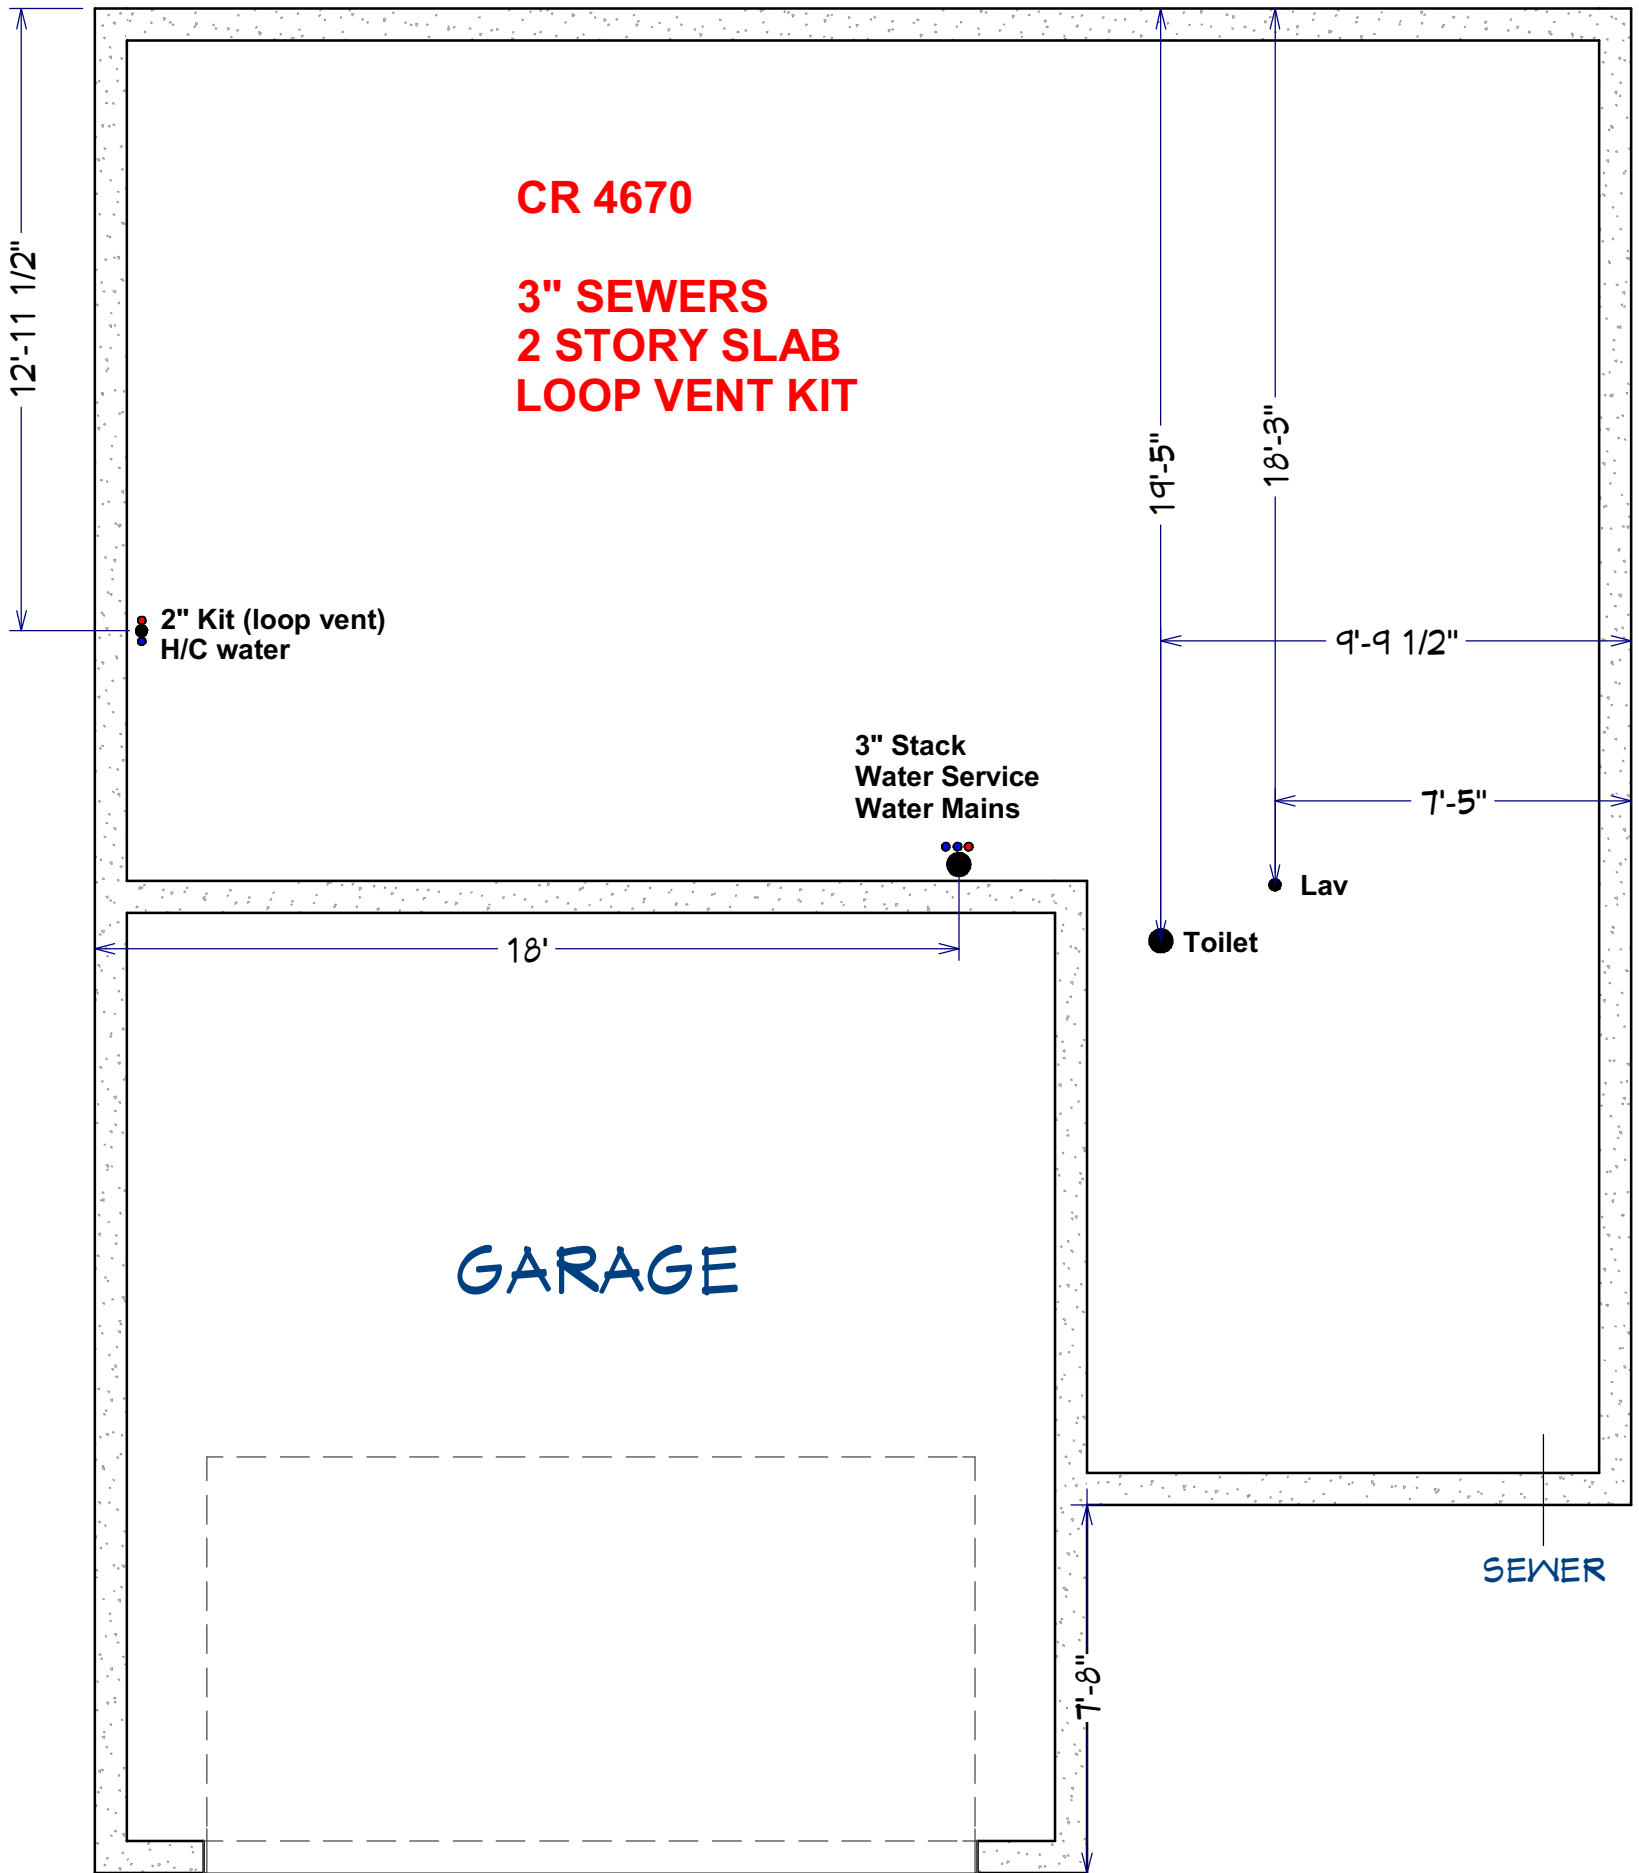 CR 4670
3" SEWERS
2 STORY SLAB
LOOP VENT KIT
12'-11 1/2"
19'-5"
18'-3"
2" Kit (loop vent)
H/C water
9'-9 1/2"
3" Stack
Water Service
Water Mains
7'-5"
Lav
Toilet
18'
GARAGE
SEWER
7'-8"